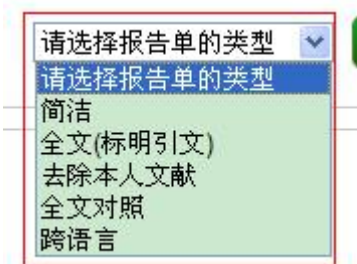 请选择报告单的类型
请选择报告单的类型
简洁
全文(标明引文)
去除本人文献
全文对照
跨语言